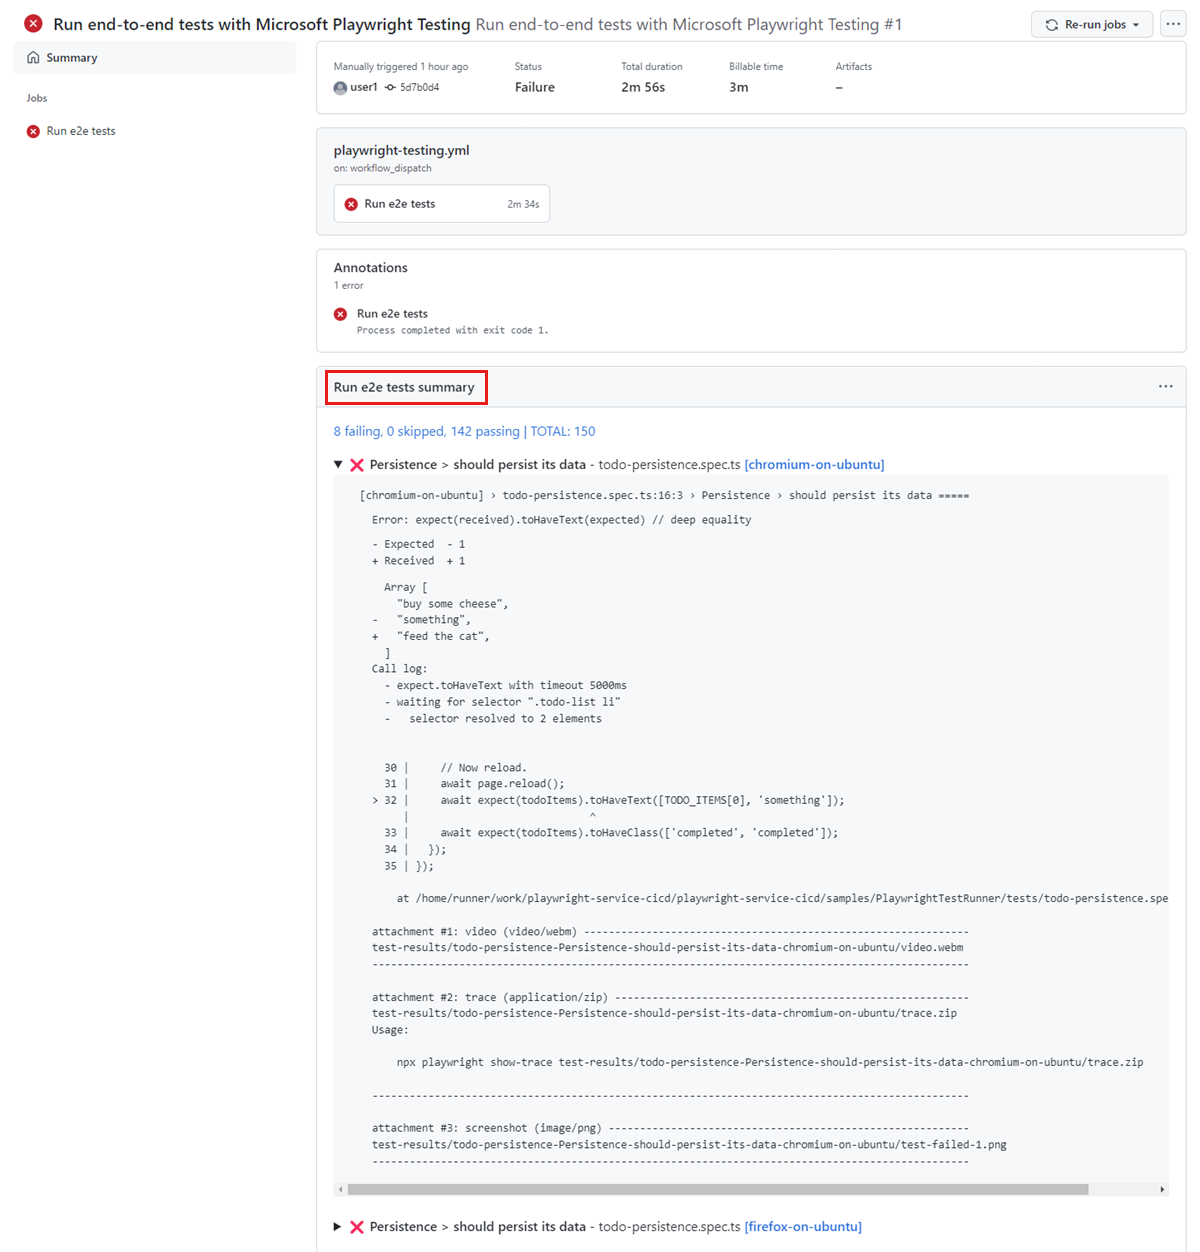 Run end-to-end tests with Microsoft Playwright Testing Run end-to-end tests with Microsoft Playwright Testing #1
Re-run jobs
Summary
Jobs
Run e2e tests
Manually triggered 1 hour ago
user1 5d7b0d4
Status
Failure
Total duration
2m 56s
Billable time
3m
Artifacts
–
playwright-testing.yml
on: workflow_dispatch
Run e2e tests 2m 34s
Annotations
1 error
Run e2e tests
Process completed with exit code 1.
Run e2e tests summary
8 failing, 0 skipped, 142 passing | TOTAL: 150
Persistence > should persist its data - todo-persistence.spec.ts [chromium-on-ubuntu]
[chromium-on-ubuntu] › todo-persistence.spec.ts:16:3 › Persistence › should persist its data =====
Error: expect(received).toHaveText(expected) // deep equality
- Expected  - 1
+ Received  + 1
Array [
"buy some cheese",
-   "something",
+   "feed the cat",
]
Call log:
- expect.toHaveText with timeout 5000ms
- waiting for selector ".todo-list li"
-   selector resolved to 2 elements
30 |     // Now reload.
31 |     await page.reload();
> 32 |     await expect(todoItems).toHaveText([TODO_ITEMS[0], 'something']);
|                             ^
33 |     await expect(todoItems).toHaveClass(['completed', 'completed']);
34 |   });
35 | });
at /home/runner/work/playwright-service-cicd/playwright-service-cicd/samples/PlaywrightTestRunner/tests/todo-persistence.spe
attachment #1: video (video/webm) --------------------------------------------------------------
test-results/todo-persistence-Persistence-should-persist-its-data-chromium-on-ubuntu/video.webm
------------------------------------------------------------------------------------------------
attachment #2: trace (application/zip) ---------------------------------------------------------
test-results/todo-persistence-Persistence-should-persist-its-data-chromium-on-ubuntu/trace.zip
Usage:
npx playwright show-trace test-results/todo-persistence-Persistence-should-persist-its-data-chromium-on-ubuntu/trace.zip
------------------------------------------------------------------------------------------------
attachment #3: screenshot (image/png) ----------------------------------------------------------
test-results/todo-persistence-Persistence-should-persist-its-data-chromium-on-ubuntu/test-failed-1.png
------------------------------------------------------------------------------------------------
Persistence > should persist its data - todo-persistence.spec.ts [firefox-on-ubuntu]